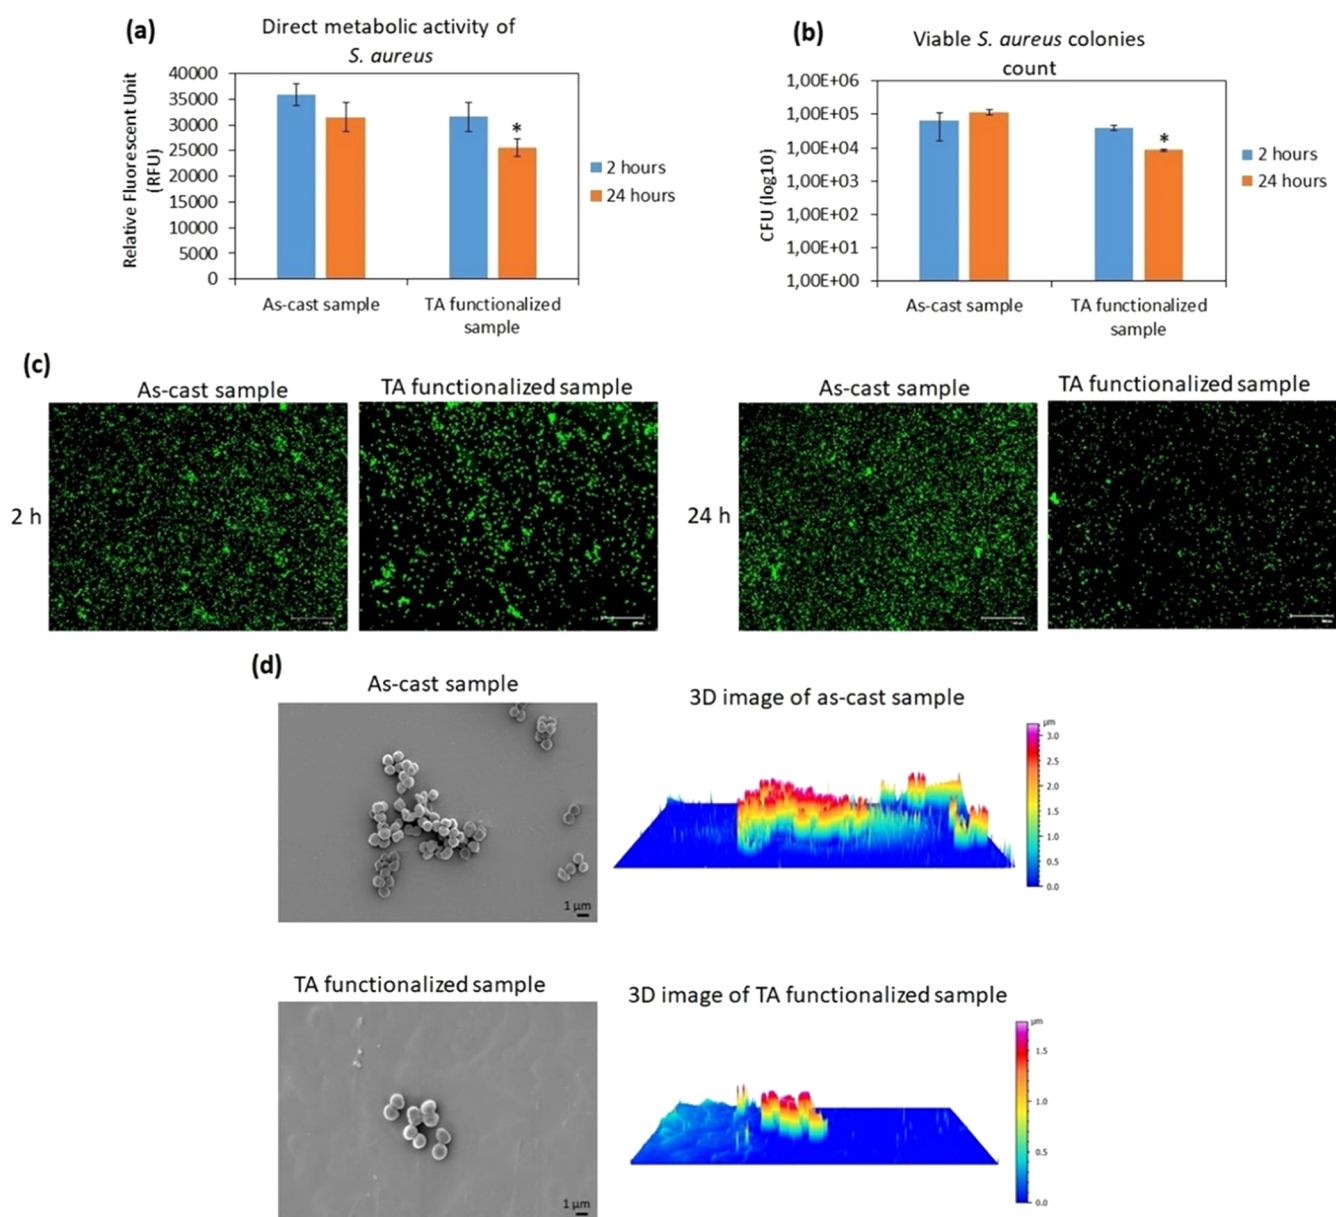 (a)
Direct metabolic activity of
S. aureus
40000
35000
30000
25000
20000
15000
10000
5000
0
Relative Fluorescent Unit
(RFU)
*
2 hours
24 hours
As-cast sample
TA functionalized
sample
(b)
Viable S. aureus colonies
count
1,00E+06
1,00E+05
1,00E+04
1,00E+03
1,00E+02
1,00E+01
1,00E+00
CFU (log10)
*
2 hours
24 hours
As-cast sample
TA functionalized
sample
(c)
As-cast sample
TA functionalized sample
As-cast sample
TA functionalized sample
2 h
24 h
(d)
As-cast sample
3D image of as-cast sample
1 µm
µm
3.0
2.5
2.0
1.5
1.0
0.5
0.0
TA functionalized sample
3D image of TA functionalized sample
1 µm
µm
1.5
1.0
0.5
0.0